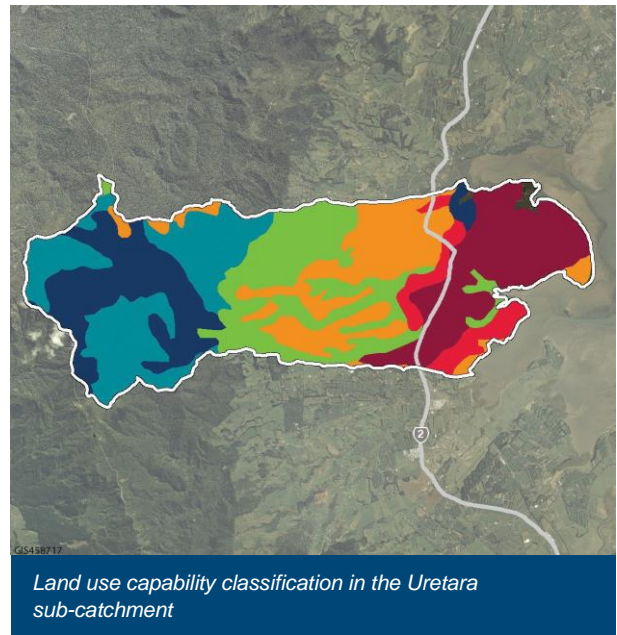 2
GIS458717
Land use capability classification in the Uretara
sub-catchment